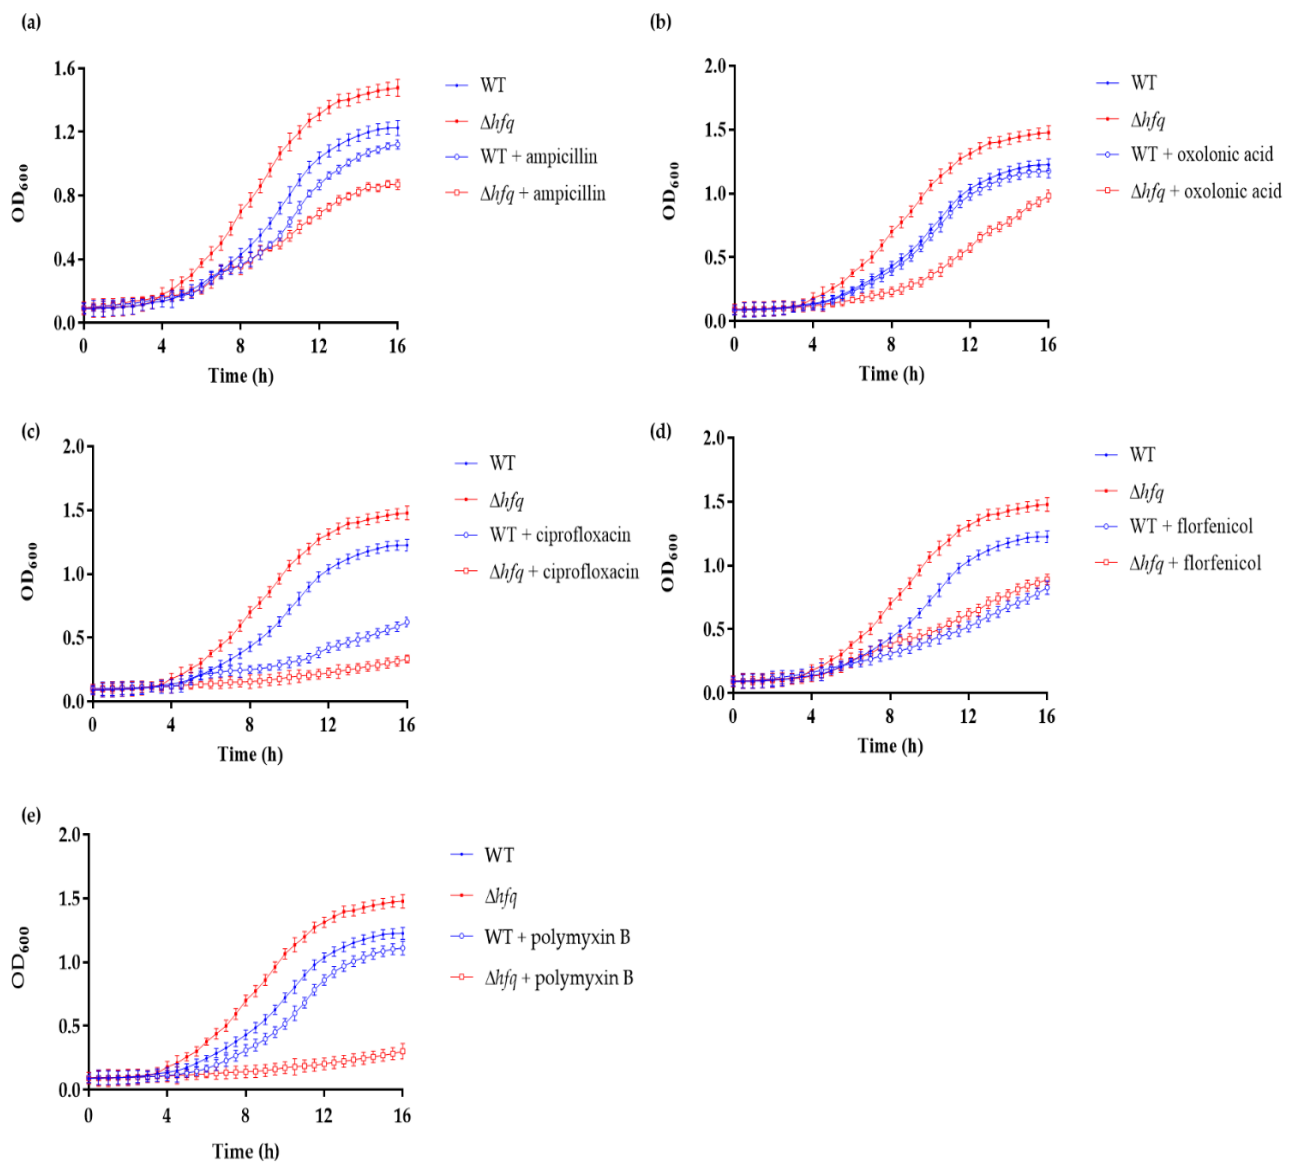 (a)
1.6
1.2
0.8
0.4
0.0
OD600
0 4 8 12 16
Time (h)
WT
Δhfq
WT + ampicillin
Δhfq + ampicillin
(b)
2.0
1.5
1.0
0.5
0.0
OD600
0 4 8 12 16
Time (h)
WT
Δhfq
WT + oxolonic acid
Δhfq + oxolonic acid
(c)
2.0
1.5
1.0
0.5
0.0
OD600
0 4 8 12 16
Time (h)
WT
Δhfq
WT + ciprofloxacin
Δhfq + ciprofloxacin
(d)
2.0
1.5
1.0
0.5
0.0
OD600
0 4 8 12 16
Time (h)
WT
Δhfq
WT + florfenicol
Δhfq + florfenicol
(e)
2.0
1.5
1.0
0.5
0.0
OD600
0 4 8 12 16
Time (h)
WT
Δhfq
WT + polymyxin B
Δhfq + polymyxin B